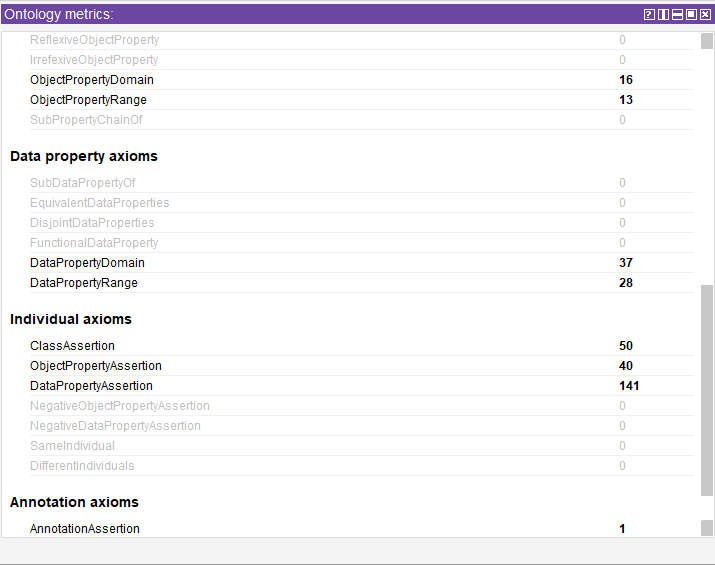 Ontology metrics:
ReflexiveObjectProperty 0
IrrefexiveObjectProperty 0
ObjectPropertyDomain 16
ObjectPropertyRange 13
SubPropertyChainOf 0
Data property axioms
SubDataPropertyOf 0
EquivalentDataProperties 0
DisjointDataProperties 0
FunctionalDataProperty 0
DataPropertyDomain 37
DataPropertyRange 28
Individual axioms
ClassAssertion 50
ObjectPropertyAssertion 40
DataPropertyAssertion 141
NegativeObjectPropertyAssertion 0
NegativeDataPropertyAssertion 0
SameIndividual 0
DifferentIndividuals 0
Annotation axioms
AnnotationAssertion 1